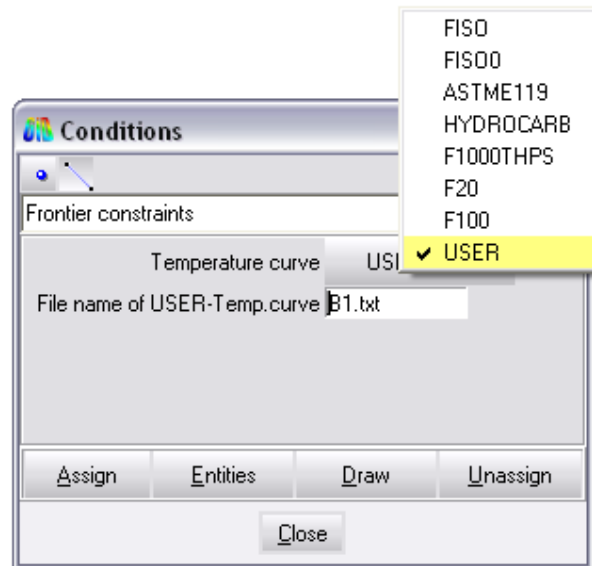 FISO
FISO0
ASTME119
HYDROCARB
F1000THPS
F20
F100
USER
Conditions
Frontier constraints
Temperature curve
File name of USER-Temp.curve B1.txt
Assign Entities Draw Unassign
Close